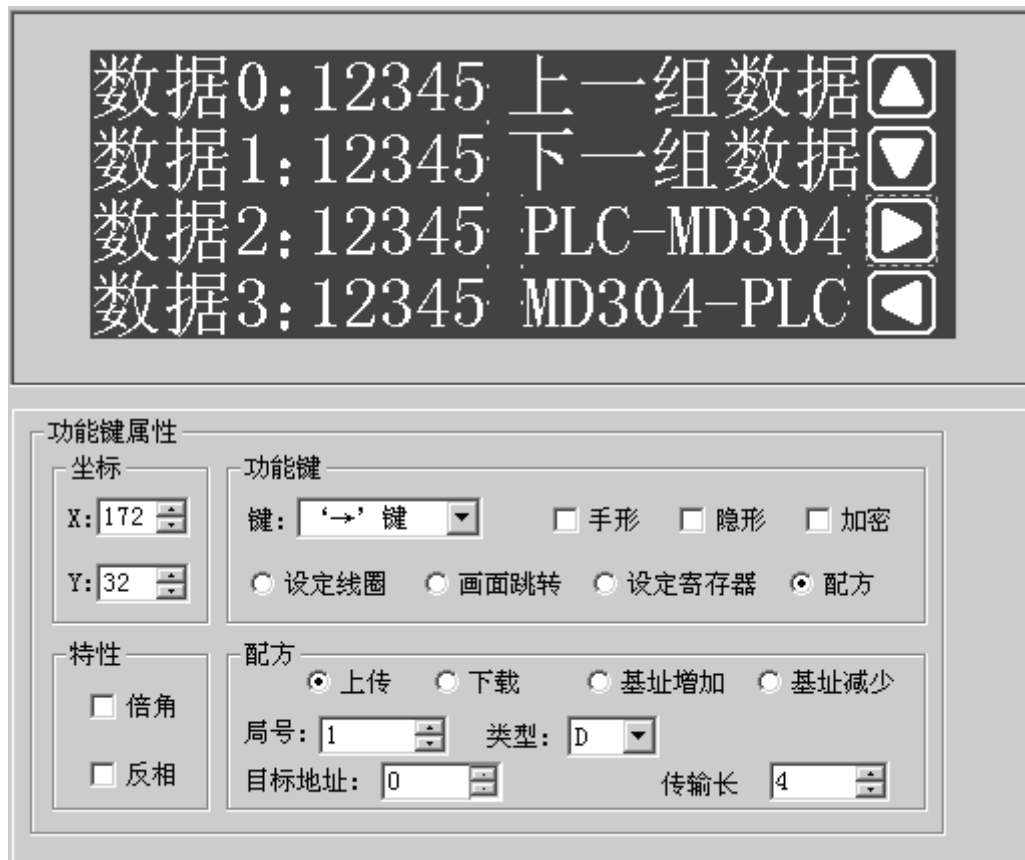 数据0:12345 上一组数据
数据1:12345 下一组数据
数据2:12345 PLC-MD304
数据3:12345 MD304-PLC
功能键属性
坐标
X:172
Y:32
功能键
键: ‘→’键 手形 隐形 加密
设定线圈 画面跳转 设定寄存器 配方
特性
倍角
反相
配方
上传 下载 基址增加 基址减少
局号: 1 类型: D
目标地址: 0 传输长 4